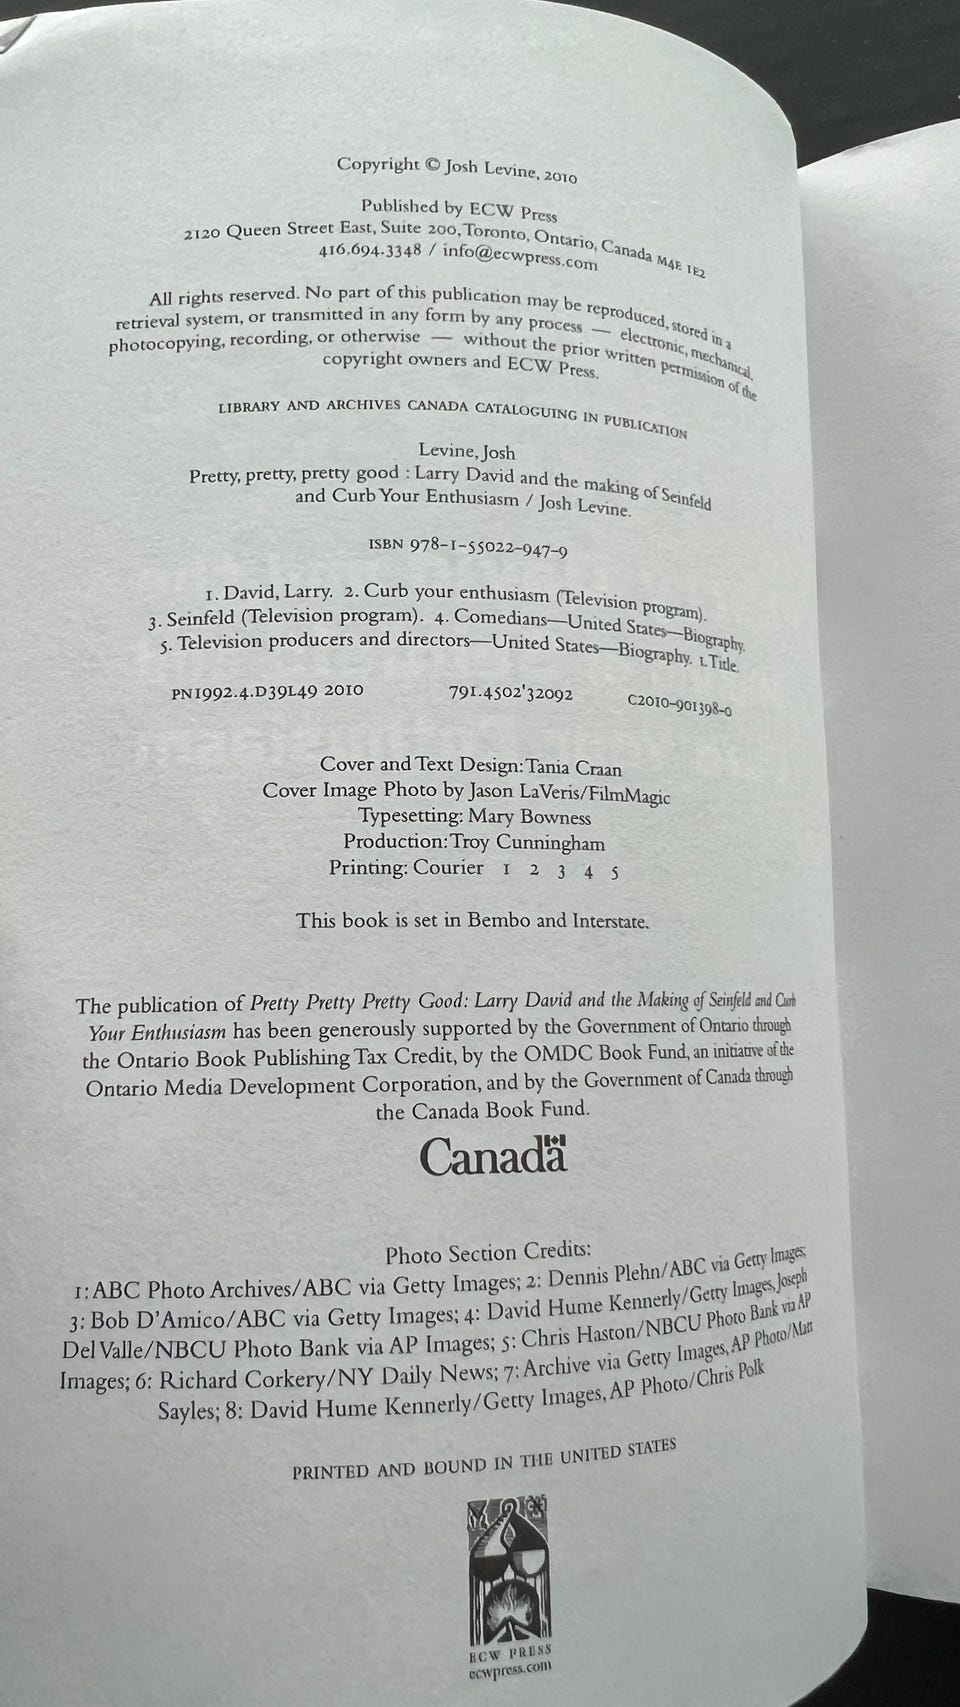 Copyright © Josh Levine, 2010
Published by ECW Press
2120 Queen Street East, Suite 200, Toronto, Ontario, Canada M4E 1E2
416.694.3348 / info@ecwpress.com
All rights reserved. No part of this publication may be reproduced, stored in a
retrieval system, or transmitted in any form by any process — electronic, mechanical,
photocopying, recording, or otherwise — without the prior written permission of the
copyright owners and ECW Press.
LIBRARY AND ARCHIVES CANADA CATALOGUING IN PUBLICATION
Levine, Josh
Pretty, pretty, pretty good : Larry David and the making of Seinfeld
and Curb Your Enthusiasm / Josh Levine.
ISBN 978-1-55022-947-9
1. David, Larry. 2. Curb your enthusiasm (Television program).
3. Seinfeld (Television program). 4. Comedians—United States—Biography.
5. Television producers and directors—United States—Biography. I. Title.
PN1992.4.D39L49 2010 791.4502'32092 C2010-901398-0
Cover and Text Design: Tania Craan
Cover Image Photo by Jason LaVeris/FilmMagic
Typesetting: Mary Bowness
Production: Troy Cunningham
Printing: Courier 1 2 3 4 5
This book is set in Bembo and Interstate.
The publication of Pretty Pretty Pretty Good: Larry David and the Making of Seinfeld and Curb
Your Enthusiasm has been generously supported by the Government of Ontario through
the Ontario Book Publishing Tax Credit, by the OMDC Book Fund, an initiative of the
Ontario Media Development Corporation, and by the Government of Canada through
the Canada Book Fund.
Canada
Photo Section Credits:
1: ABC Photo Archives/ABC via Getty Images; 2: Dennis Plehn/ABC via Getty Images;
3: Bob D'Amico/ABC via Getty Images; 4: David Hume Kennerly/Getty Images, Joseph
Del Valle/NBCU Photo Bank via AP Images; 5: Chris Haston/NBCU Photo Bank via AP
Images; 6: Richard Corkery/NY Daily News; 7: Archive via Getty Images, AP Photo/Matt
Sayles; 8: David Hume Kennerly/Getty Images, AP Photo/Chris Polk
PRINTED AND BOUND IN THE UNITED STATES
ECW PRESS
ecwpress.com